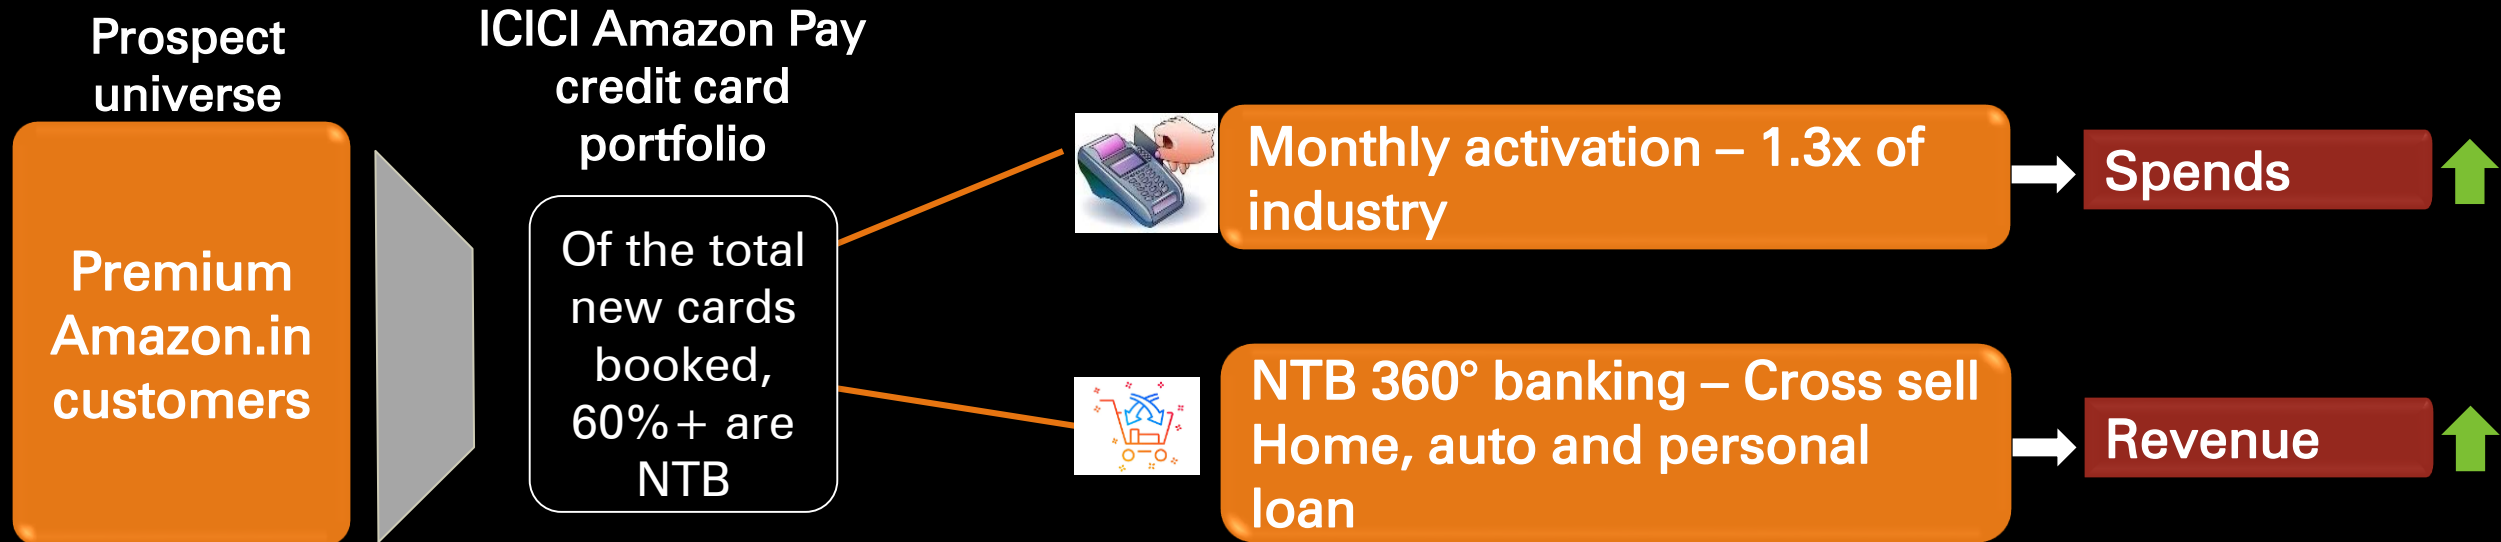 Prospect
universe
Premium
Amazon.in
customers
ICICI Amazon Pay
credit card
portfolio
Of the total
new cards
booked,
60%+ are
NTB
Monthly activation – 1.3x of
industry
Spends
NTB 360° banking – Cross sell
Home, auto and personal
loan
Revenue